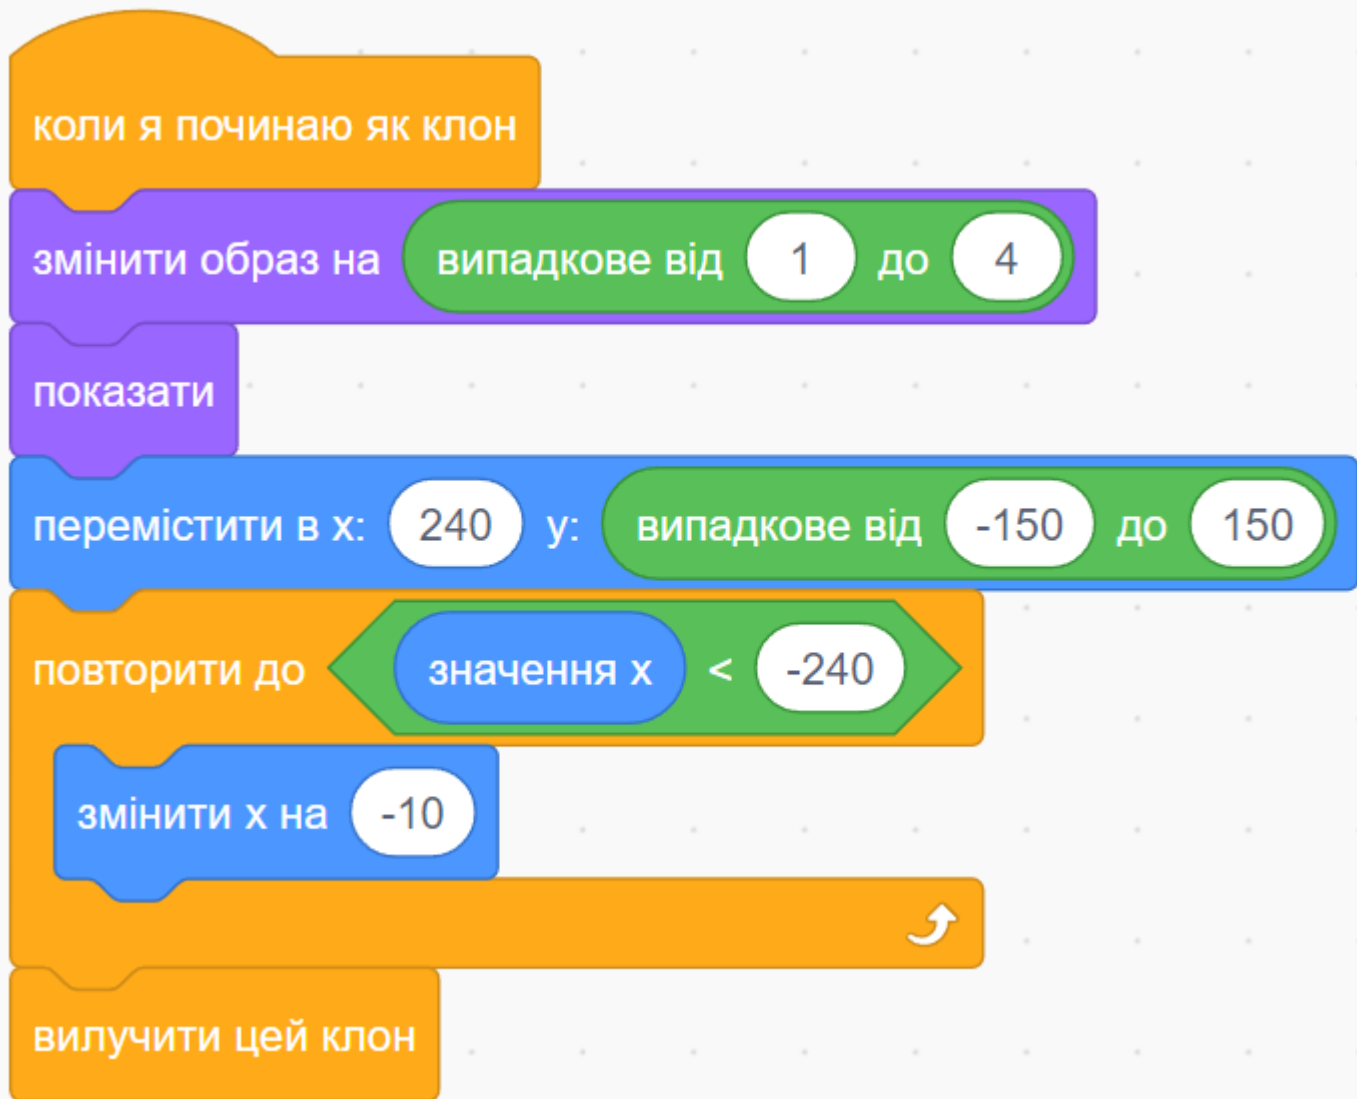 коли я починаю як клон
змінити образ на випадкове від 1 до 4
показати
перемістити в x: 240 y: випадкове від -150 до 150
повторити до значення x < -240
змінити x на -10
вилучити цей клон